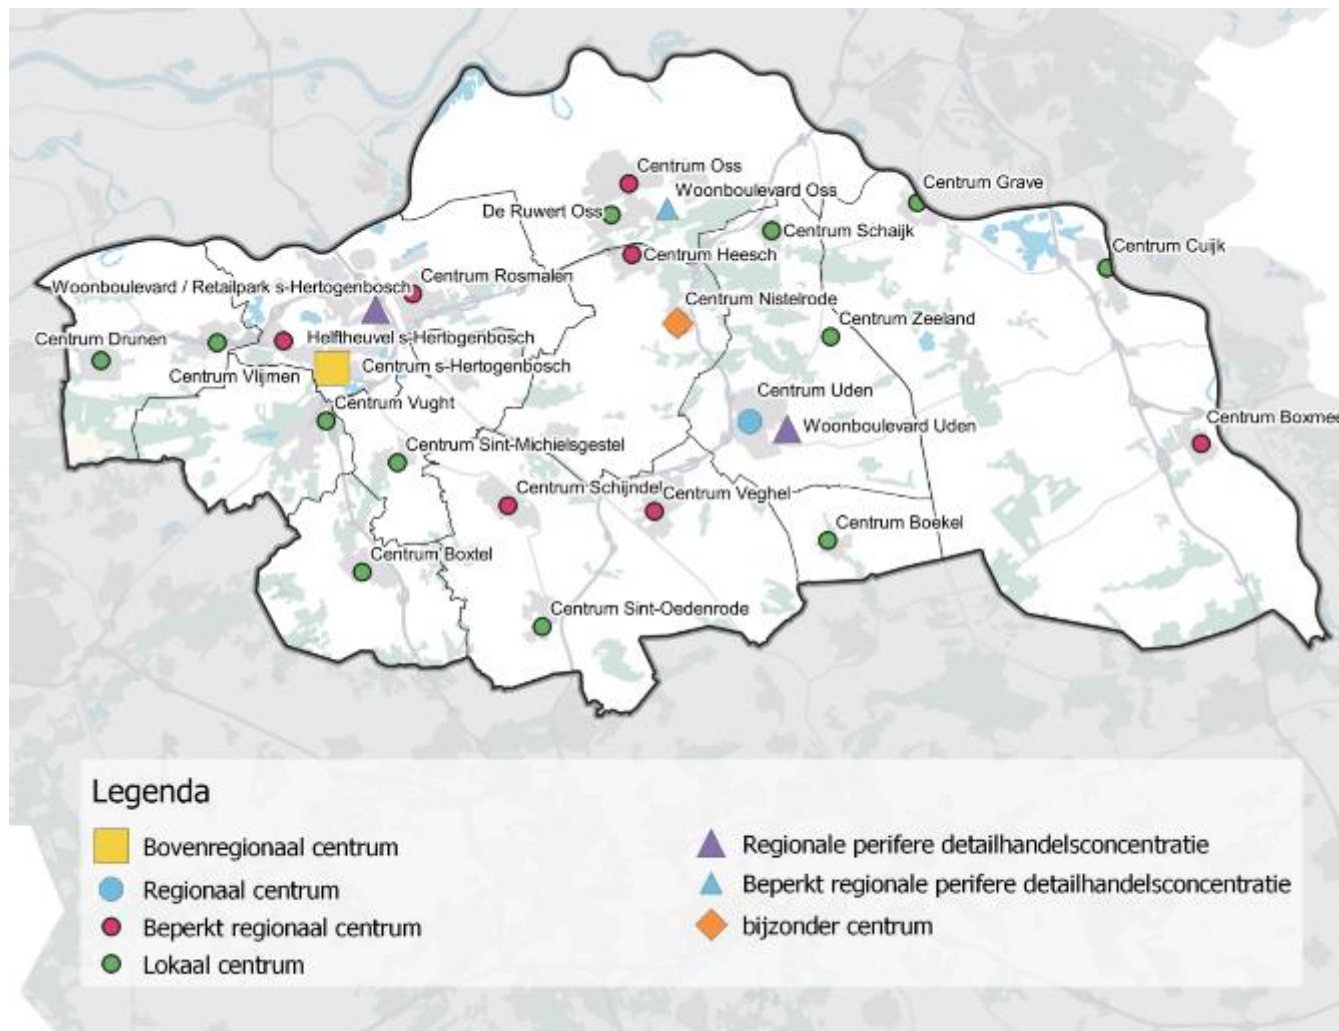 Centrum Oss
Woonboulevard Oss
Centrum Grave
De Ruwert Oss
Centrum Schaijk
Centrum Cuijk
Centrum Heesch
Centrum Rosmalen
Woonboulevard / Retailpark s-Hertogenbosch
Centrum Nistelrode
Centrum Zeeland
Centrum Drunen
Helftheuvel s-Hertogenbosch
Centrum s-Hertogenbosch
Centrum Vlijmen
Centrum Uden
Centrum Vught
Centrum Boxmee
Woonboulevard Uden
Centrum Sint-Michielsgestel
Centrum Schijndel
Centrum Veghel
Centrum Boekel
Centrum Boxtel
Centrum Sint-Oedenrode
Legenda
Bovenregionaal centrum
Regionaal centrum
Beperkt regionaal centrum
Lokaal centrum
Regionale perifere detailhandelsconcentratie
Beperkt regionale perifere detailhandelsconcentratie
bijzonder centrum